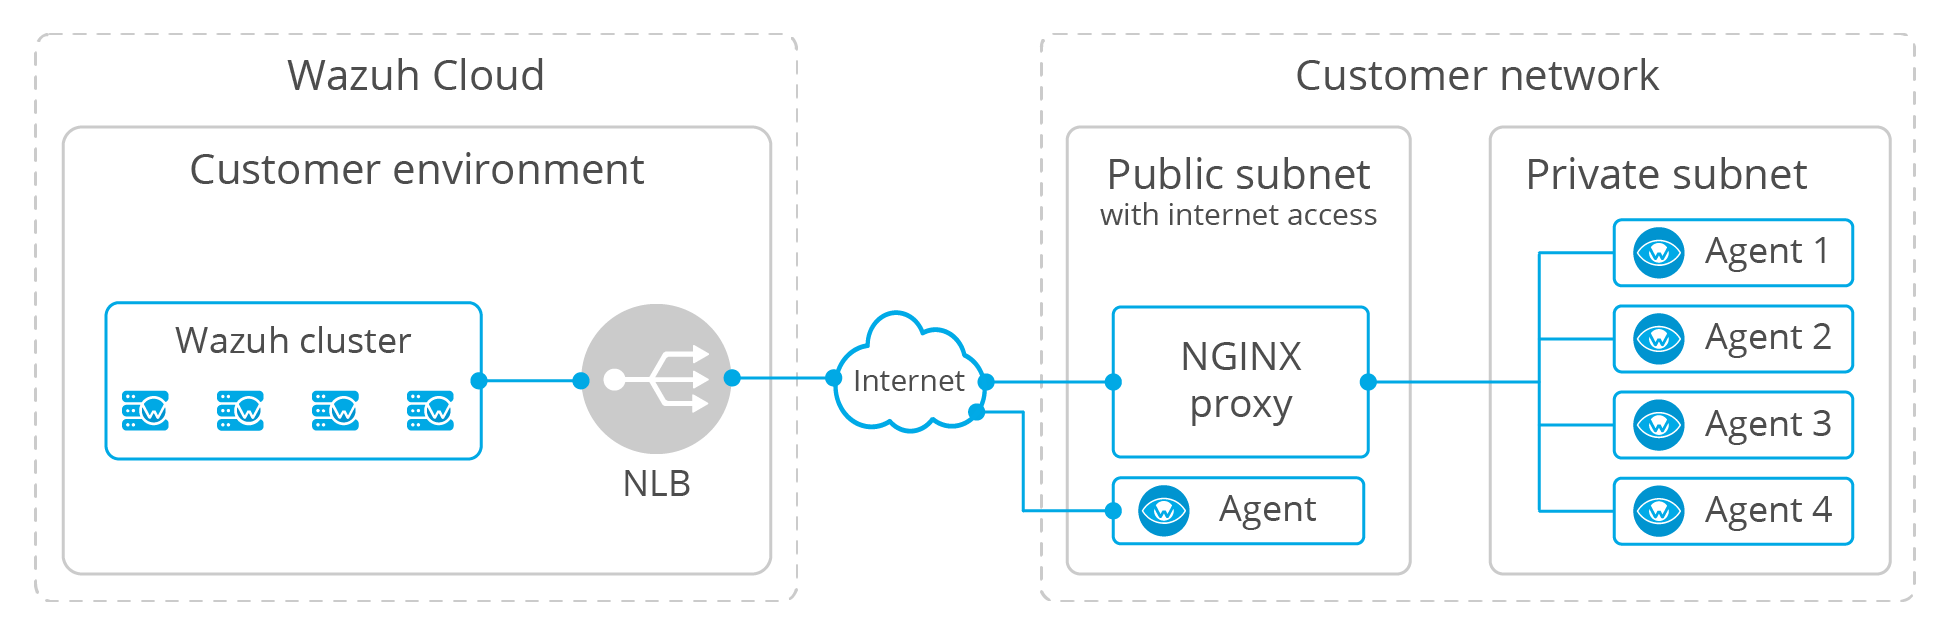 Wazuh Cloud
Customer environment
Wazuh cluster
NLB
Internet
Customer network
Public subnet
with internet access
NGINX
proxy
Agent
Private subnet
Agent 1
Agent 2
Agent 3
Agent 4